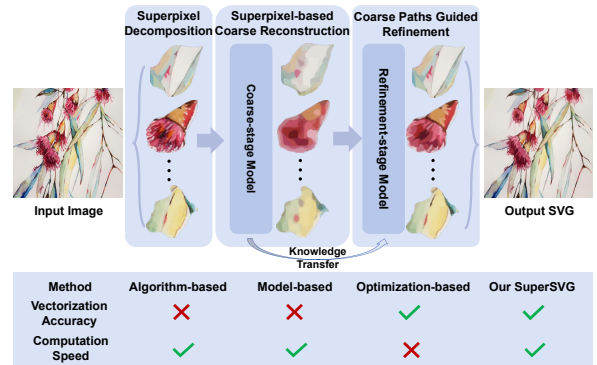 Superpixel
Decomposition
Superpixel-based
Coarse Reconstruction
Coarse Paths Guided
Refinement
Coarse-stage Model
Refinement-stage Model
Input Image
Output SVG
Knowledge
Transfer
Method Algorithm-based Model-based Optimization-based Our SuperSVG
Vectorization
Accuracy
Computation
Speed